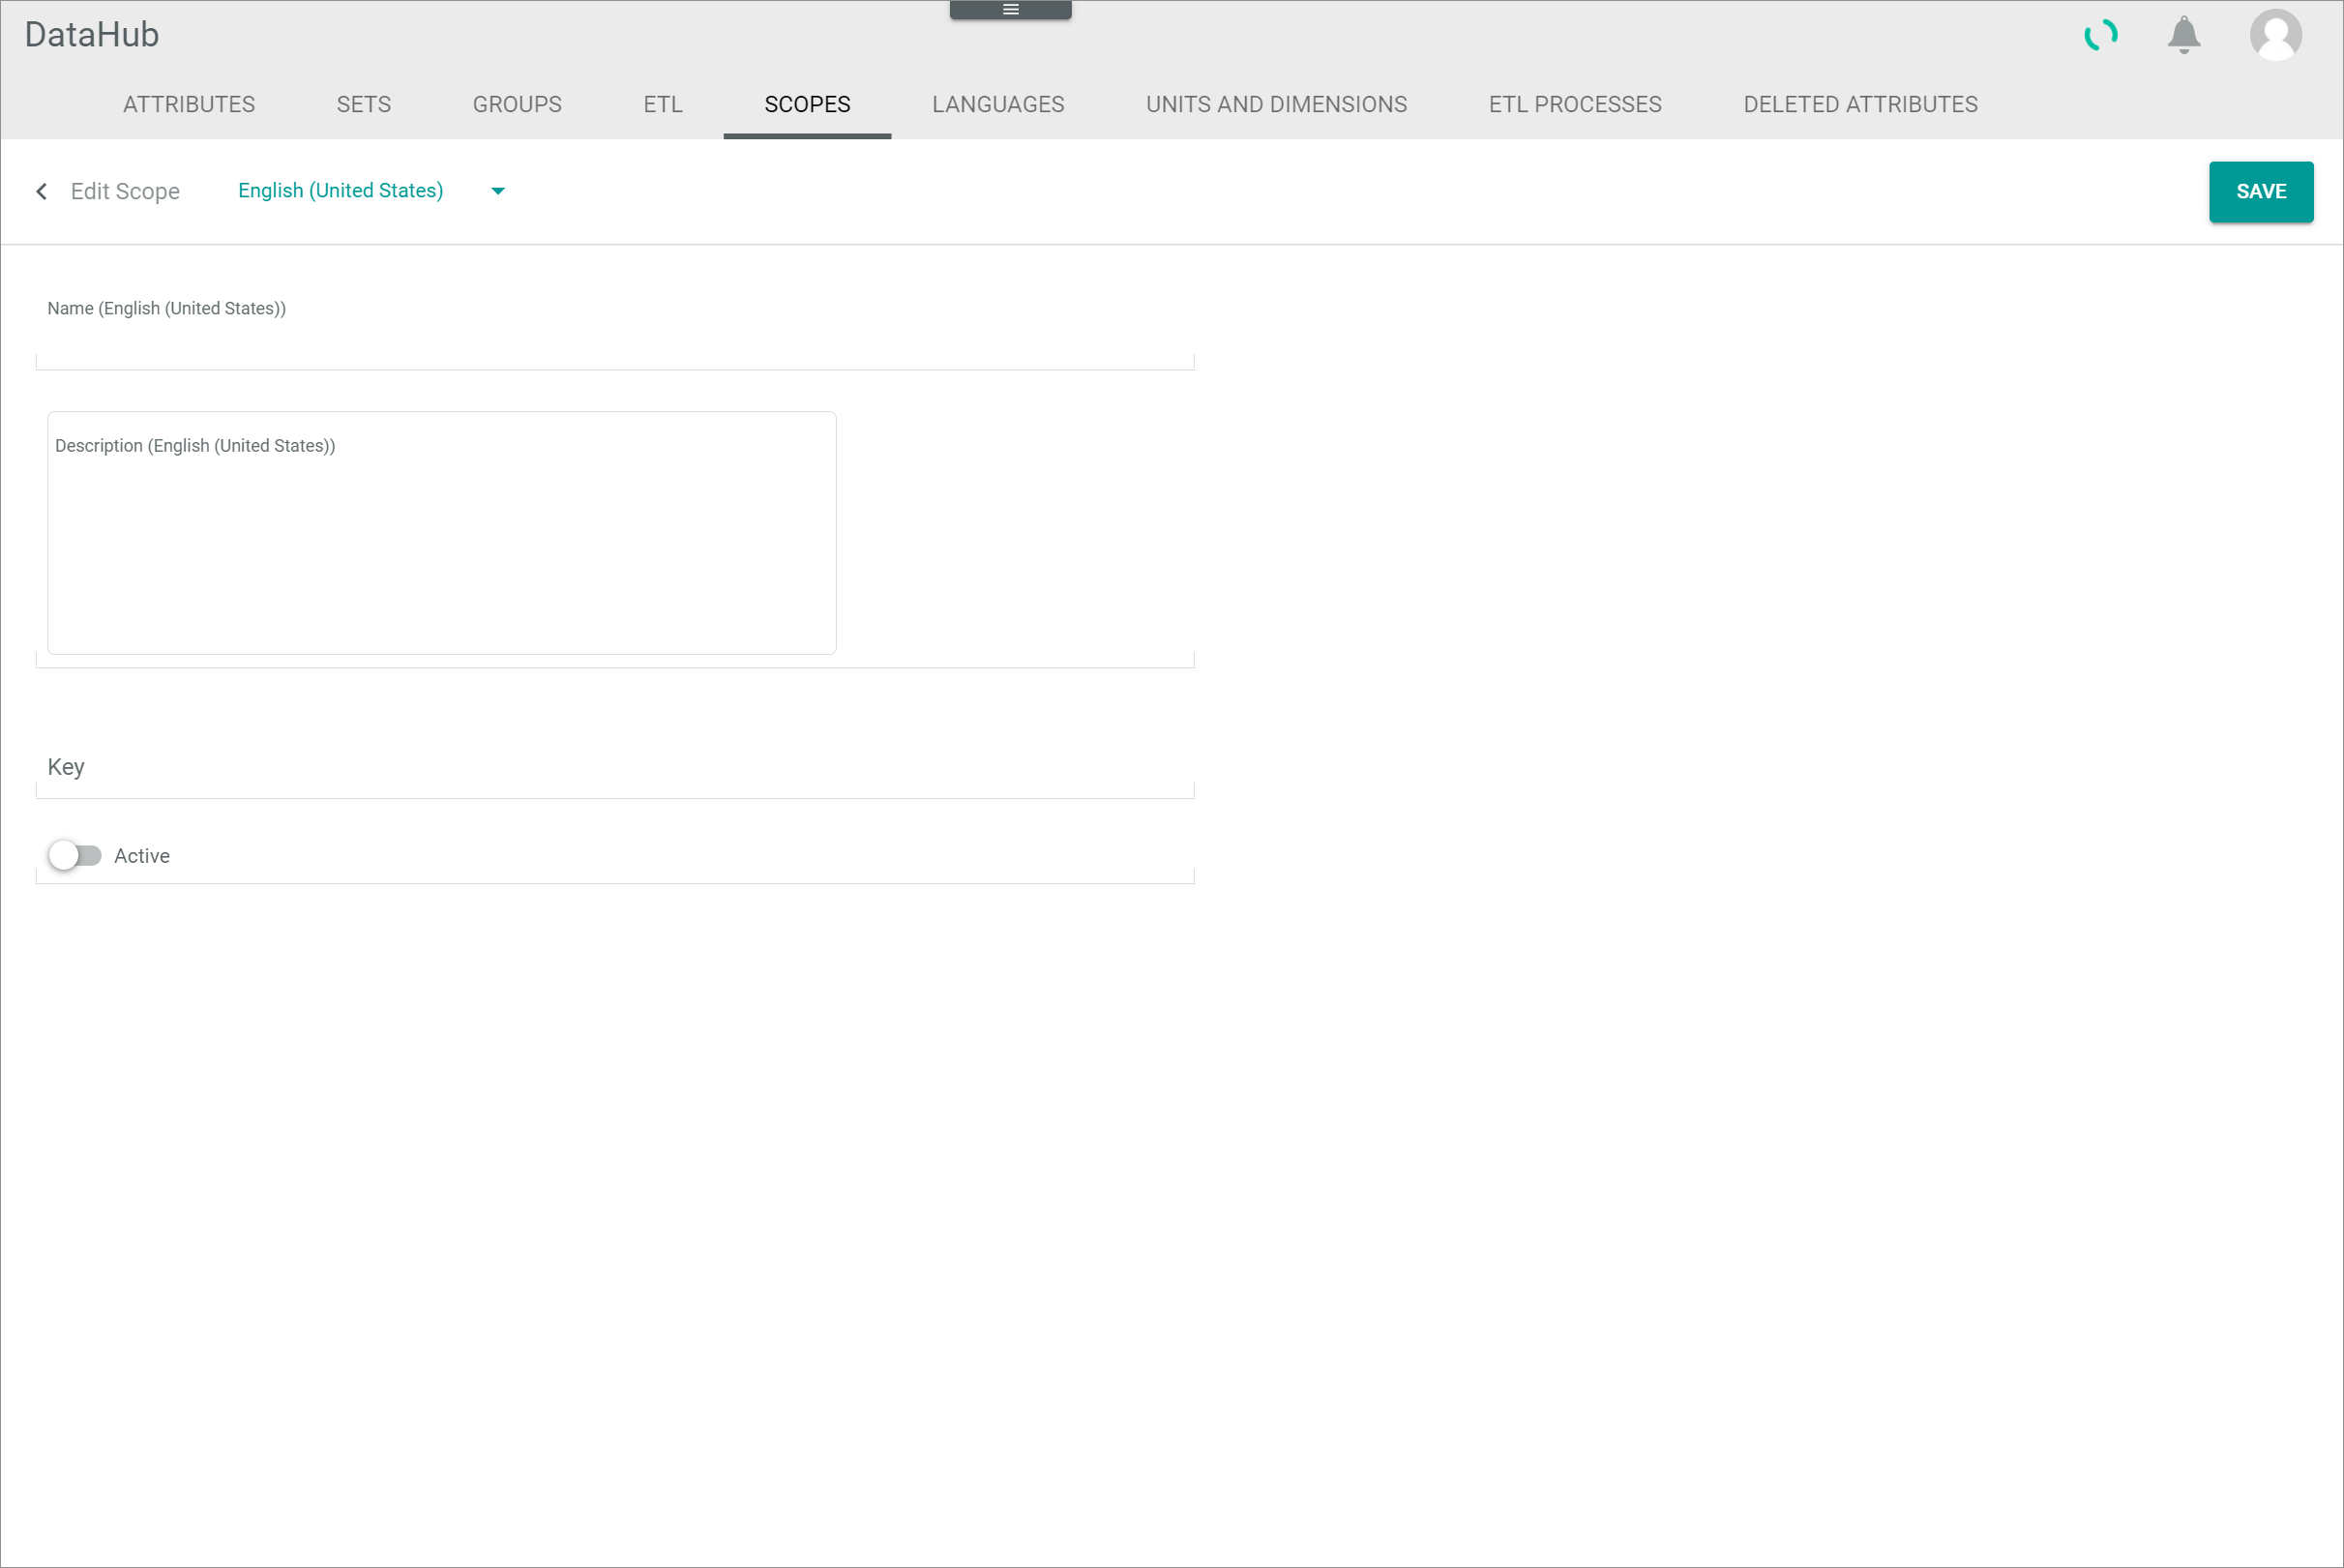 DataHub
ATTRIBUTES SETS GROUPS ETL SCOPES LANGUAGES UNITS AND DIMENSIONS ETL PROCESSES DELETED ATTRIBUTES
Edit Scope English (United States) SAVE
Name (English (United States))
Description (English (United States))
Key
Active